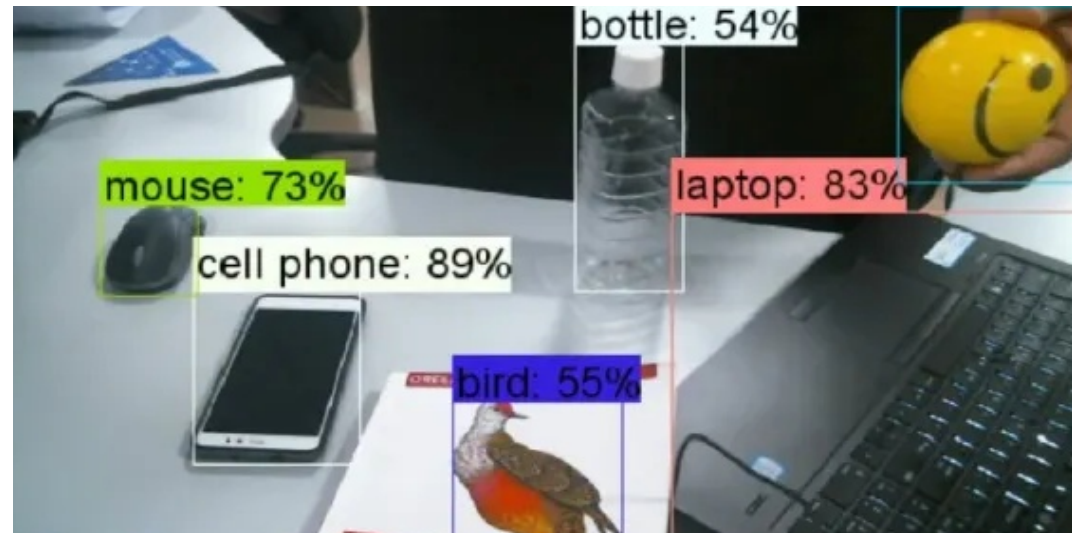 bottle: 54%
mouse: 73%
laptop: 83%
cell phone: 89%
bird: 55%